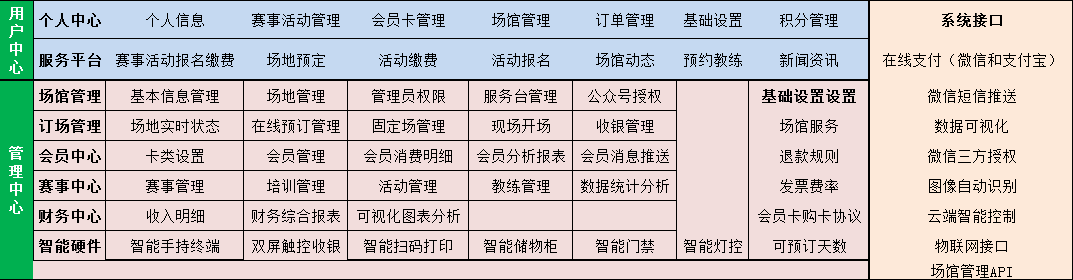 用户中心
个人中心 个人信息 赛事活动管理 会员卡管理 场馆管理 订单管理 基础设置 积分管理 系统接口
服务平台 赛事活动报名缴费 场地预定 活动缴费 活动报名 场馆动态 预约教练 新闻资讯 在线支付（微信和支付宝）
管理中心
场馆管理 基本信息管理 场地管理 管理员权限 服务台管理 公众号授权 基础设置设置 微信短信推送
订场管理 场地实时状态 在线预订管理 固定场管理 现场开场 收银管理 场馆服务 数据可视化
会员中心 卡类设置 会员管理 会员消费明细 会员分析报表 会员消息推送 退款规则 微信三方授权
赛事中心 赛事管理 培训管理 活动管理 教练管理 数据统计分析 发票费率 图像自动识别
财务中心 收入明细 财务综合报表 可视化图表分析 会员卡购卡协议 云端智能控制
智能硬件 智能手持终端 双屏触控收银 智能扫码打印 智能储物柜 智能门禁 智能灯控 可预订天数 物联网接口
场馆管理API